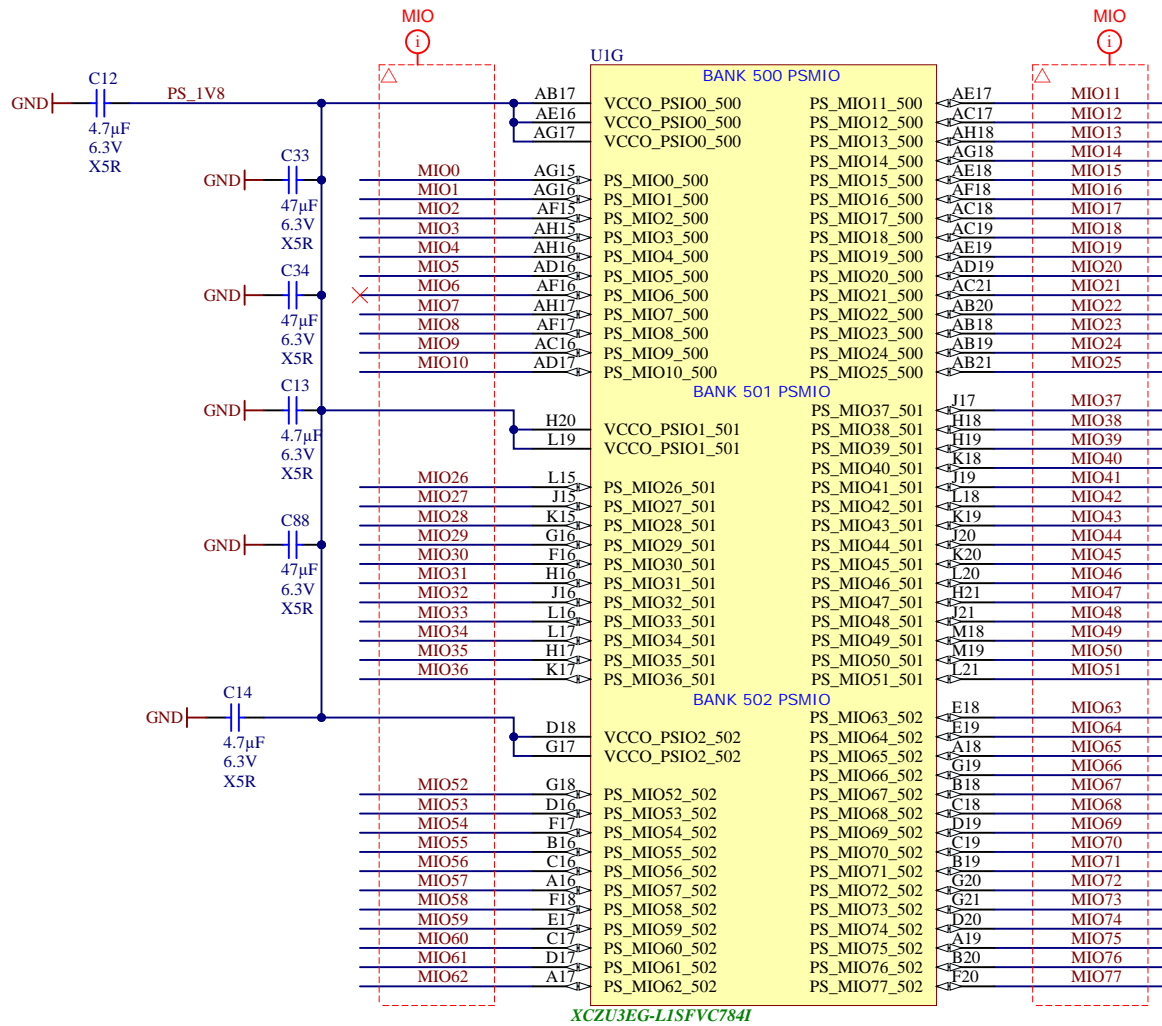 MIO
MIO
U1G
BANK 500 PSMIO
C12
PS_1V8
GND
4.7µF
6.3V
X5R
C33
GND
47µF
6.3V
X5R
C34
GND
47µF
6.3V
X5R
C13
GND
4.7µF
6.3V
X5R
C88
GND
47µF
6.3V
X5R
C14
GND
4.7µF
6.3V
X5R
AB17 VCCO_PSIO0_500
AE16 VCCO_PSIO0_500
AG17 VCCO_PSIO0_500
MIO0 AG15 PS_MIO0_500
MIO1 AG16 PS_MIO1_500
MIO2 AF15 PS_MIO2_500
MIO3 AH15 PS_MIO3_500
MIO4 AH16 PS_MIO4_500
MIO5 AD16 PS_MIO5_500
MIO6 AF16 PS_MIO6_500
MIO7 AH17 PS_MIO7_500
MIO8 AF17 PS_MIO8_500
MIO9 AC16 PS_MIO9_500
MIO10 AD17 PS_MIO10_500
PS_MIO11_500 AE17 MIO11
PS_MIO12_500 AC17 MIO12
PS_MIO13_500 AH18 MIO13
PS_MIO14_500 AG18 MIO14
PS_MIO15_500 AE18 MIO15
PS_MIO16_500 AF18 MIO16
PS_MIO17_500 AC18 MIO17
PS_MIO18_500 AC19 MIO18
PS_MIO19_500 AE19 MIO19
PS_MIO20_500 AD19 MIO20
PS_MIO21_500 AC21 MIO21
PS_MIO22_500 AB20 MIO22
PS_MIO23_500 AB18 MIO23
PS_MIO24_500 AB19 MIO24
PS_MIO25_500 AB21 MIO25
BANK 501 PSMIO
H20 VCCO_PSIO1_501
L19 VCCO_PSIO1_501
MIO26 L15 PS_MIO26_501
MIO27 J15 PS_MIO27_501
MIO28 K15 PS_MIO28_501
MIO29 G16 PS_MIO29_501
MIO30 F16 PS_MIO30_501
MIO31 H16 PS_MIO31_501
MIO32 J16 PS_MIO32_501
MIO33 L16 PS_MIO33_501
MIO34 L17 PS_MIO34_501
MIO35 H17 PS_MIO35_501
MIO36 K17 PS_MIO36_501
PS_MIO37_501 J17 MIO37
PS_MIO38_501 H18 MIO38
PS_MIO39_501 H19 MIO39
PS_MIO40_501 K18 MIO40
PS_MIO41_501 J19 MIO41
PS_MIO42_501 L18 MIO42
PS_MIO43_501 K19 MIO43
PS_MIO44_501 J20 MIO44
PS_MIO45_501 K20 MIO45
PS_MIO46_501 L20 MIO46
PS_MIO47_501 H21 MIO47
PS_MIO48_501 J21 MIO48
PS_MIO49_501 M18 MIO49
PS_MIO50_501 M19 MIO50
PS_MIO51_501 L21 MIO51
BANK 502 PSMIO
D18 VCCO_PSIO2_502
G17 VCCO_PSIO2_502
MIO52 G18 PS_MIO52_502
MIO53 D16 PS_MIO53_502
MIO54 F17 PS_MIO54_502
MIO55 B16 PS_MIO55_502
MIO56 C16 PS_MIO56_502
MIO57 A16 PS_MIO57_502
MIO58 F18 PS_MIO58_502
MIO59 E17 PS_MIO59_502
MIO60 C17 PS_MIO60_502
MIO61 D17 PS_MIO61_502
MIO62 A17 PS_MIO62_502
PS_MIO63_502 E18 MIO63
PS_MIO64_502 E19 MIO64
PS_MIO65_502 A18 MIO65
PS_MIO66_502 G19 MIO66
PS_MIO67_502 B18 MIO67
PS_MIO68_502 C18 MIO68
PS_MIO69_502 D19 MIO69
PS_MIO70_502 C19 MIO70
PS_MIO71_502 B19 MIO71
PS_MIO72_502 G20 MIO72
PS_MIO73_502 G21 MIO73
PS_MIO74_502 D20 MIO74
PS_MIO75_502 A19 MIO75
PS_MIO76_502 B20 MIO76
PS_MIO77_502 F20 MIO77
XCZU3EG-L1SFVC784I